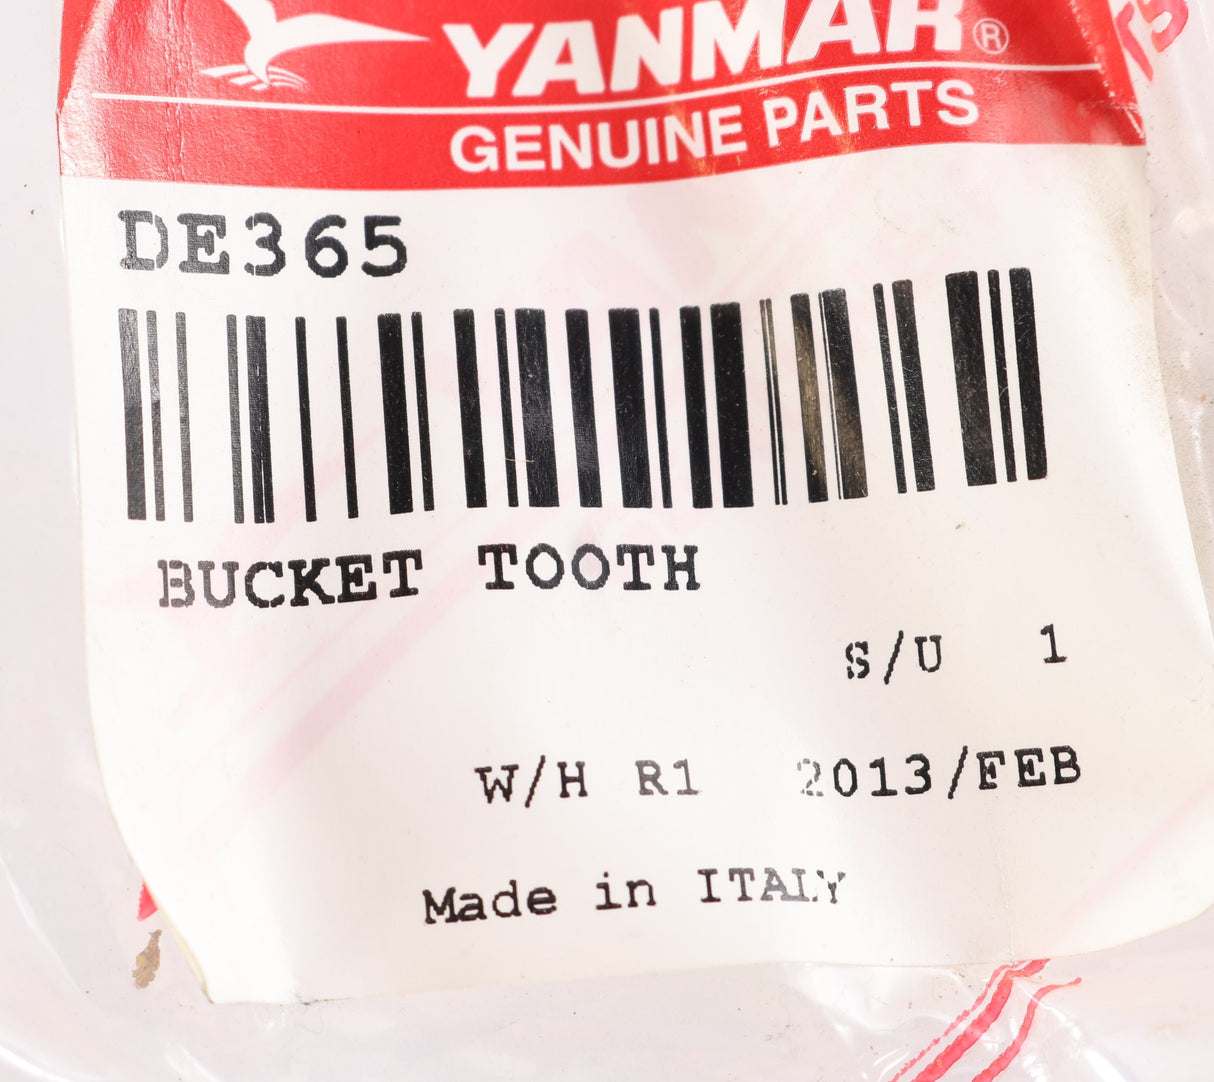 YANMAR®
GENUINE PARTS
DE365
BUCKET TOOTH
S/U 1
W/H R1 2013/FEB
Made in ITALY